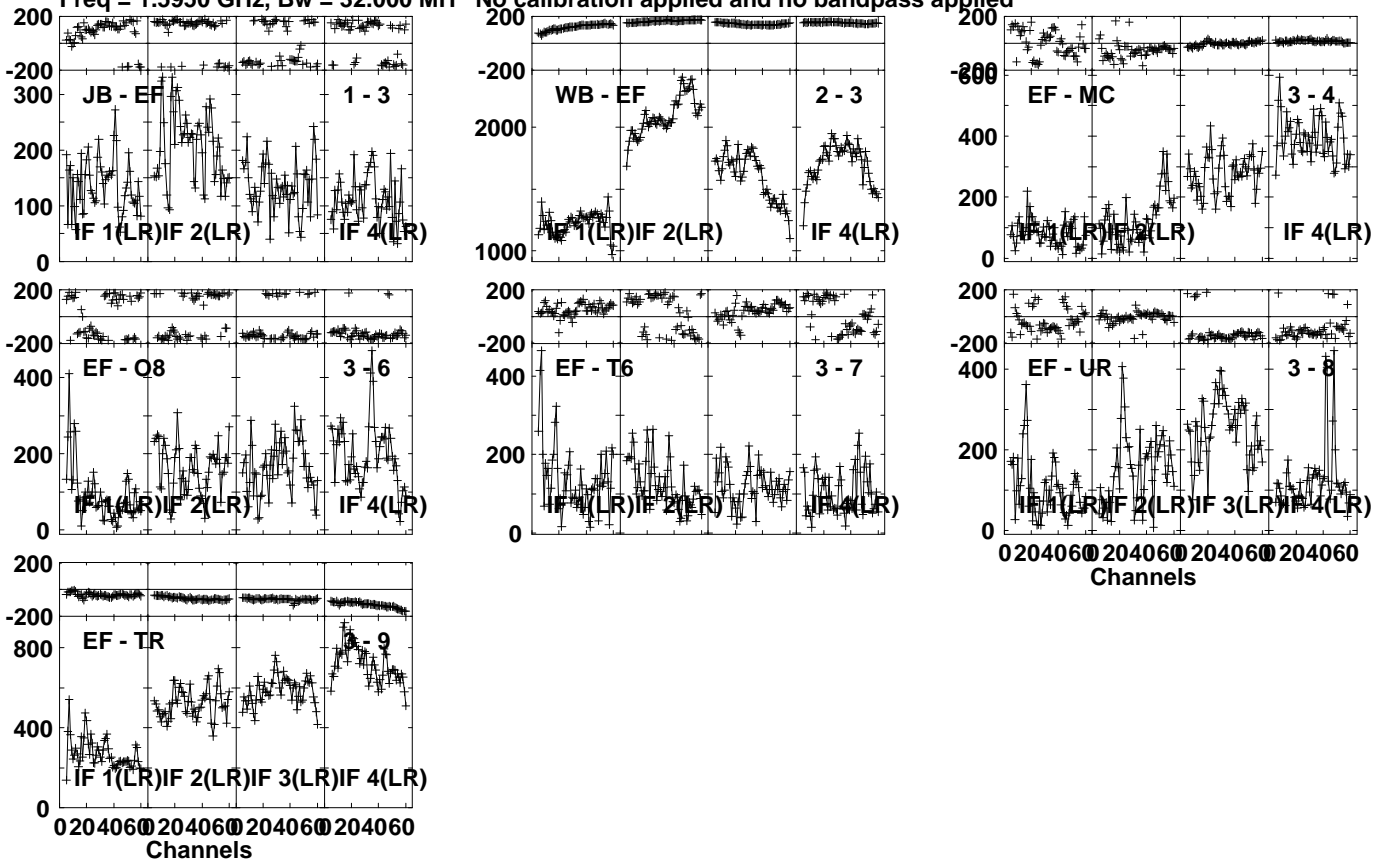 Freq = 1.5950 GHz, Bw = 32.000 MH No calibration applied and no bandpass applied
200
-200
300
200
100
0
JB - EF
1 - 3
IF 1(LR)IF 2(LR)
IF 4(LR)
200
-200
2000
1000
WB - EF
2 - 3
IF 1(LR)IF 2(LR)
IF 4(LR)
200
-200
600
400
200
0
EF - MC
3 - 4
IF 1(LR)IF 2(LR)
IF 4(LR)
200
-200
400
200
0
EF - O8
3 - 6
IF 1(LR)IF 2(LR)
IF 4(LR)
200
-200
400
200
0
EF - T6
3 - 7
IF 1(LR)IF 2(LR)
IF 4(LR)
200
-200
400
200
0
EF - UR
3 - 8
IF 1(LR)IF 2(LR)IF 3(LR)IF 4(LR)
0204060 0204060 0204060 0204060
Channels
200
-200
800
400
0
EF - TR
3 - 9
IF 1(LR)IF 2(LR)IF 3(LR)IF 4(LR)
0204060 0204060 0204060 0204060
Channels